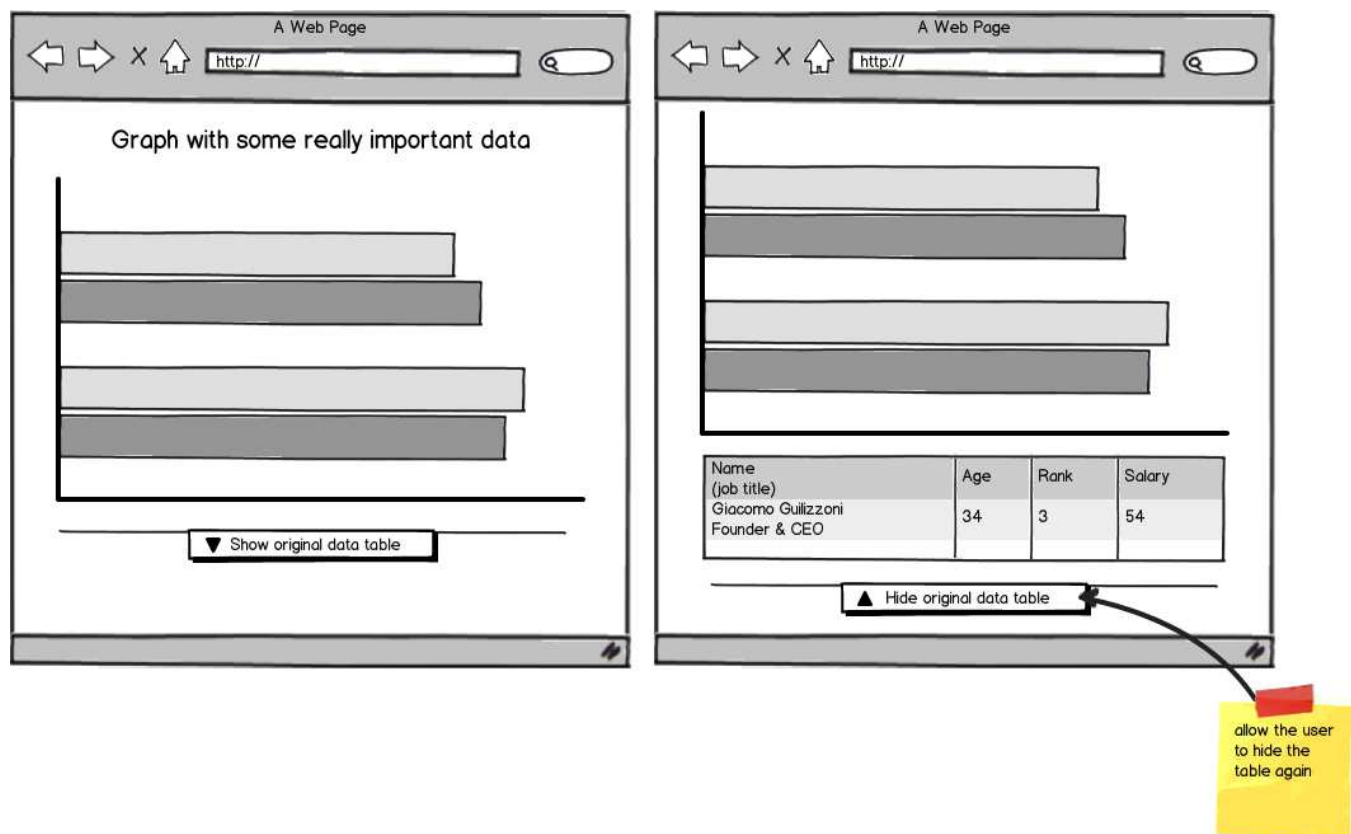 A Web Page
http://
Graph with some really important data
▼ Show original data table
A Web Page
http://
Name
(job title)
Age
Rank
Salary
Giacomo Guilizzoni
Founder & CEO
34
3
54
▲ Hide original data table
allow the user
to hide the
table again